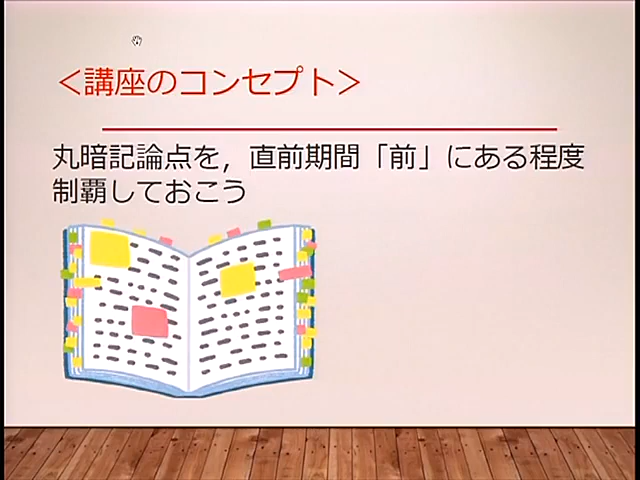 ＜講座のコンセプト＞
丸暗記論点を，直前期間「前」にある程度
制覇しておこう